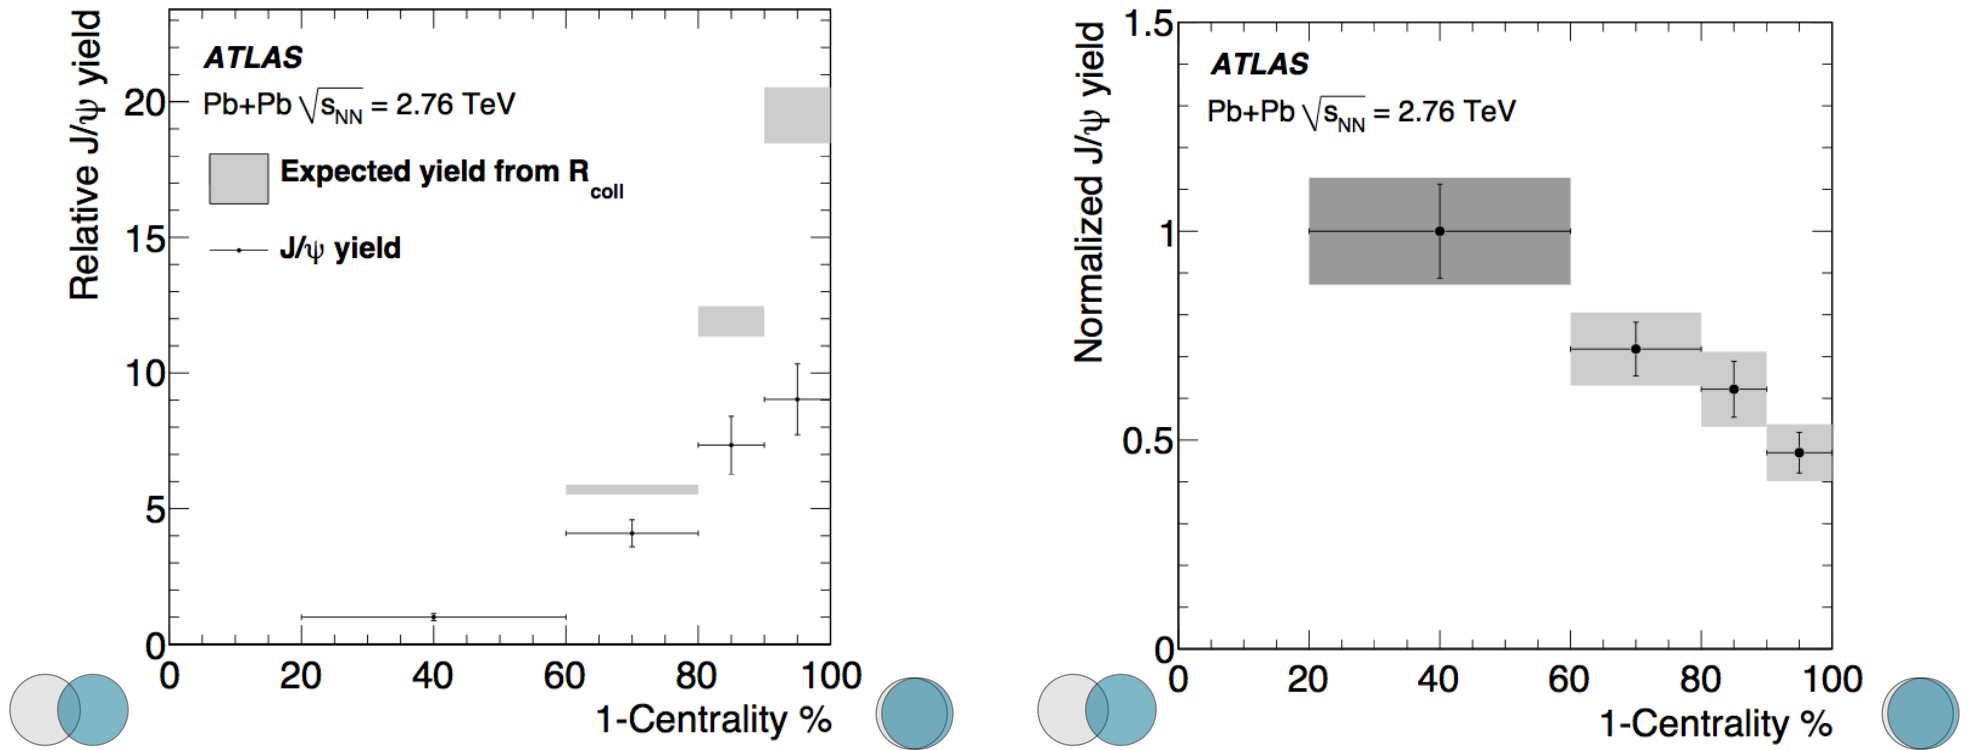 Relative J/ψ yield
ATLAS
Pb+Pb √sNN = 2.76 TeV
Expected yield from Rcoll
J/ψ yield
20
15
10
5
0
0 20 40 60 80 100
1-Centrality %
Normalized J/ψ yield
ATLAS
Pb+Pb √sNN = 2.76 TeV
1.5
1
0.5
0
0 20 40 60 80 100
1-Centrality %